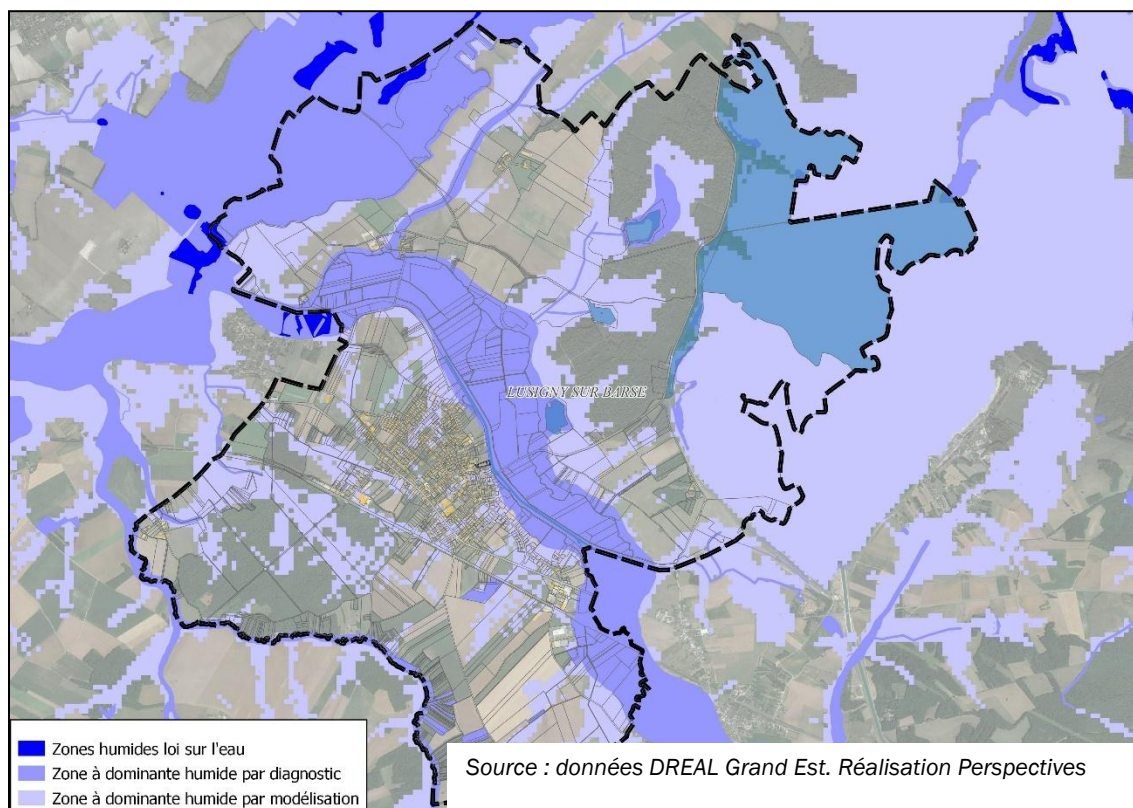 LUSIGNY SUR BARSE
Zones humides loi sur l'eau
Zone à dominante humide par diagnostic
Zone à dominante humide par modélisation
Source : données DREAL Grand Est. Réalisation Perspectives